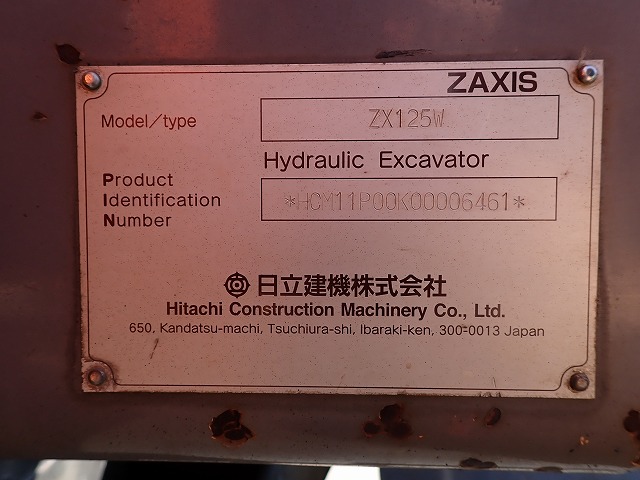 ZAXIS
Model/type ZX125W
Hydraulic Excavator
Product
Identification
Number
*HCM11P00K00006461*
日立建機株式会社
Hitachi Construction Machinery Co., Ltd.
650, Kandatsu-machi, Tsuchiura-shi, Ibaraki-ken, 300-0013 Japan